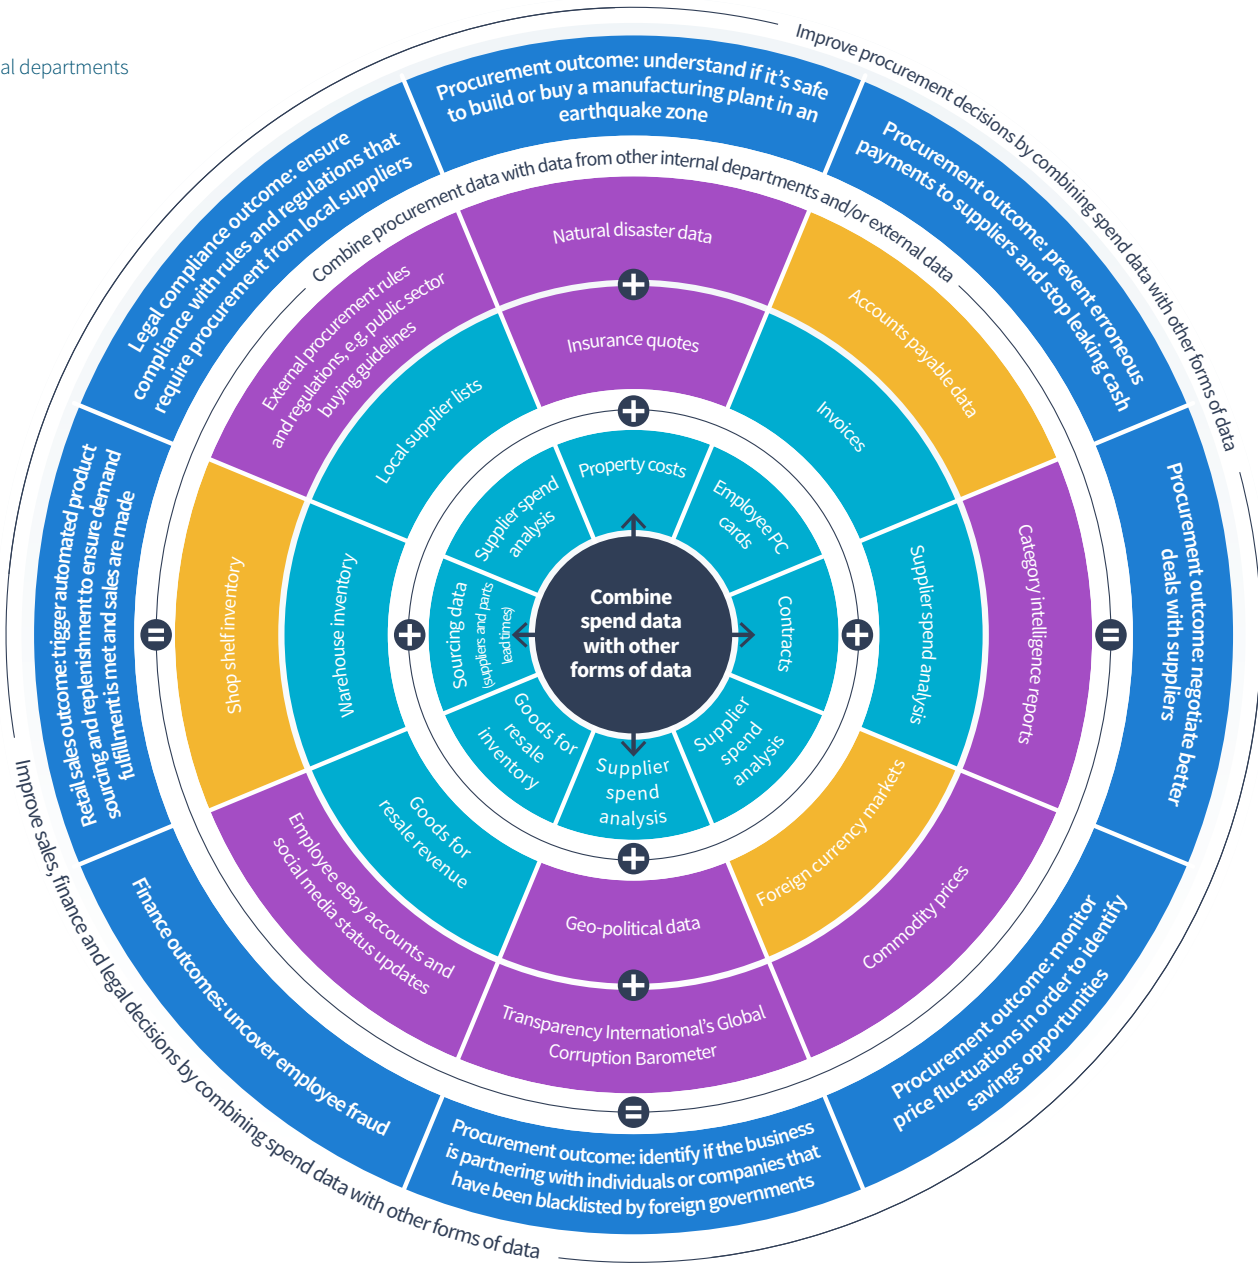 al departments
Improve procurement decisions by combining spend data with other forms of data
Procurement outcome: understand if it’s safe
to build or buy a manufacturing plant in an
earthquake zone
Procurement outcome: prevent erroneous
payments to suppliers and stop leaking cash
Procurement outcome: negotiate better
deals with suppliers
Procurement outcome: monitor
price fluctuations in order to identify
savings opportunities
Procurement outcome: identify if the business
is partnering with individuals or companies that
have been blacklisted by foreign governments
Finance outcomes: uncover employee fraud
Retail sales outcome: trigger automated product
sourcing and replenishment to ensure demand
fulfillment is met and sales are made
Legal compliance outcome: ensure
compliance with rules and regulations that
require procurement from local suppliers
Improve sales, finance and legal decisions by combining spend data with other forms of data
Combine procurement data with data from other internal departments and/or external data
Natural disaster data
+
Insurance quotes
+
Property costs
Accounts payable data
Invoices
Employee PC
cards
Category intelligence reports
Supplier spend analysis
Contracts
+
=
Commodity prices
Foreign currency markets
Supplier
spend
analysis
Supplier
spend
analysis
+
Geo-political data
+
Transparency International’s Global
Corruption Barometer
=
Employee eBay accounts and
social media status updates
Goods for
resale revenue
Goods for
resale
inventory
Shop shelf inventory
Warehouse inventory
Sourcing data
(suppliers and parts
lead times)
+
=
External procurement rules
and regulations, e.g. public sector
buying guidelines
Local supplier lists
Supplier spend
analysis
Combine
spend data
with other
forms of data